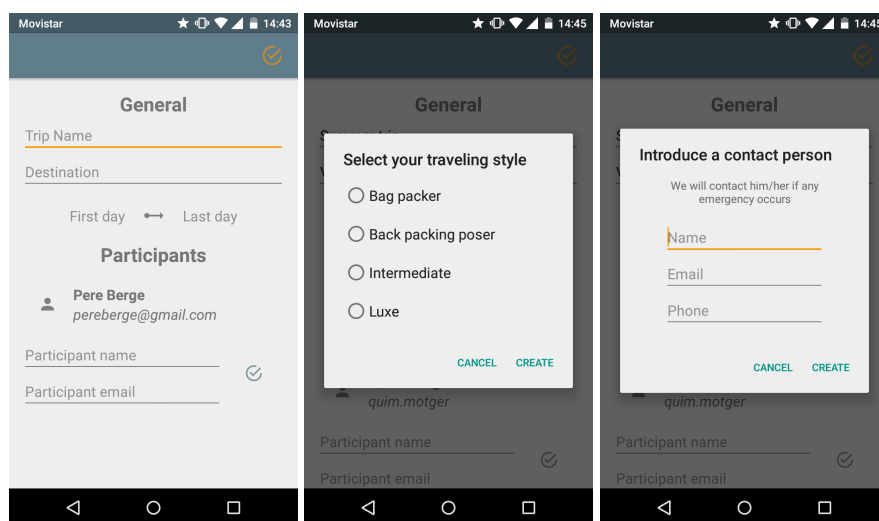 Movistar 14:43
General
Trip Name
Destination
First day Last day
Participants
Pere Berge
pereberge@gmail.com
Participant name
Participant email
Movistar 14:45
General
Select your traveling style
Bag packer
Back packing poser
Intermediate
Luxe
CANCEL CREATE
quim.motger
Participant name
Participant email
Movistar 14:45
General
Introduce a contact person
We will contact him/her if any
emergency occurs
Name
Email
Phone
CANCEL CREATE
quim.motger
Participant name
Participant email